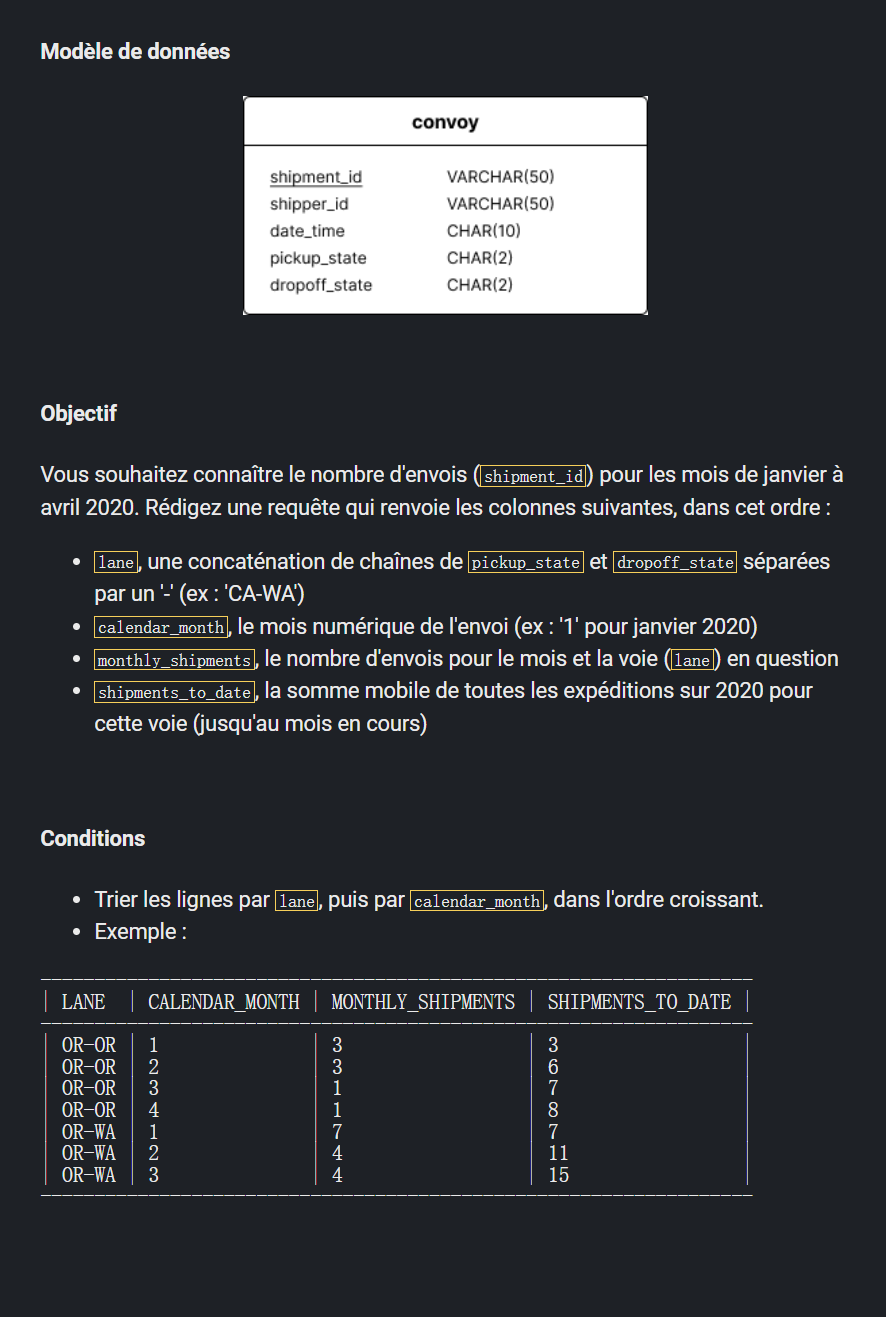 Modèle de données
convoy
shipment_id VARCHAR(50)
shipper_id VARCHAR(50)
date_time CHAR(10)
pickup_state CHAR(2)
dropoff_state CHAR(2)
Objectif
Vous souhaitez connaître le nombre d'envois (shipment_id) pour les mois de janvier à
avril 2020. Rédigez une requête qui renvoie les colonnes suivantes, dans cet ordre :
• lane, une concaténation de chaînes de pickup_state et dropoff_state séparées
par un '-' (ex : 'CA-WA')
• calendar_month, le mois numérique de l'envoi (ex : '1' pour janvier 2020)
• monthly_shipments, le nombre d'envois pour le mois et la voie (lane) en question
• shipments_to_date, la somme mobile de toutes les expéditions sur 2020 pour
cette voie (jusqu'au mois en cours)
Conditions
• Trier les lignes par lane, puis par calendar_month, dans l'ordre croissant.
• Exemple :
| LANE | CALENDAR_MONTH | MONTHLY_SHIPMENTS | SHIPMENTS_TO_DATE |
| OR-OR | 1 | 3 | 3 |
| OR-OR | 2 | 3 | 6 |
| OR-OR | 3 | 1 | 7 |
| OR-OR | 4 | 1 | 8 |
| OR-WA | 1 | 7 | 7 |
| OR-WA | 2 | 4 | 11 |
| OR-WA | 3 | 4 | 15 |